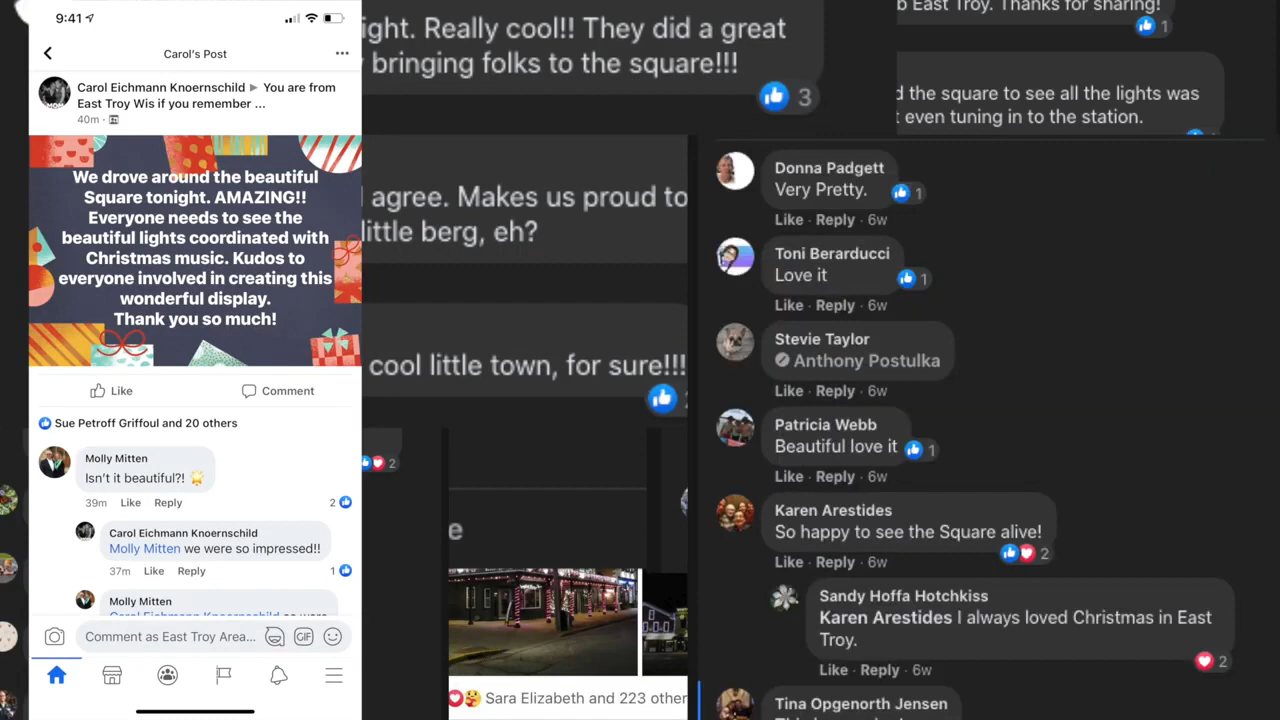 9:41
Carol's Post
Carol Eichmann Knoernschild ▶ You are from
East Troy Wis if you remember ...
40m ·
We drove around the beautiful
Square tonight. AMAZING!!
Everyone needs to see the
beautiful lights coordinated with
Christmas music. Kudos to
everyone involved in creating this
wonderful display.
Thank you so much!
Like
Comment
Sue Petroff Griffoul and 20 others
Molly Mitten
Isn't it beautiful?! 🌟
39m Like Reply 2
Carol Eichmann Knoernschild
Molly Mitten we were so impressed!!
37m Like Reply 1
Molly Mitten
Carol Eichmann Knoernschild
Comment as East Troy Area...
GIF
ight. Really cool!! They did a great
bringing folks to the square!!!
3
agree. Makes us proud to
little berg, eh?
cool little town, for sure!!!
2
e
Sara Elizabeth and 223 other
East Troy. Thanks for sharing!
1
d the square to see all the lights was
t even tuning in to the station.
Donna Padgett
Very Pretty.
1
Like · Reply · 6w
Toni Berarducci
Love it
1
Like · Reply · 6w
Stevie Taylor
Anthony Postulka
Like · Reply · 6w
Patricia Webb
Beautiful love it
1
Like · Reply · 6w
Karen Arestides
So happy to see the Square alive!
2
Like · Reply · 6w
Sandy Hoffa Hotchkiss
Karen Arestides I always loved Christmas in East
Troy.
2
Like · Reply · 6w
Tina Opgenorth Jensen